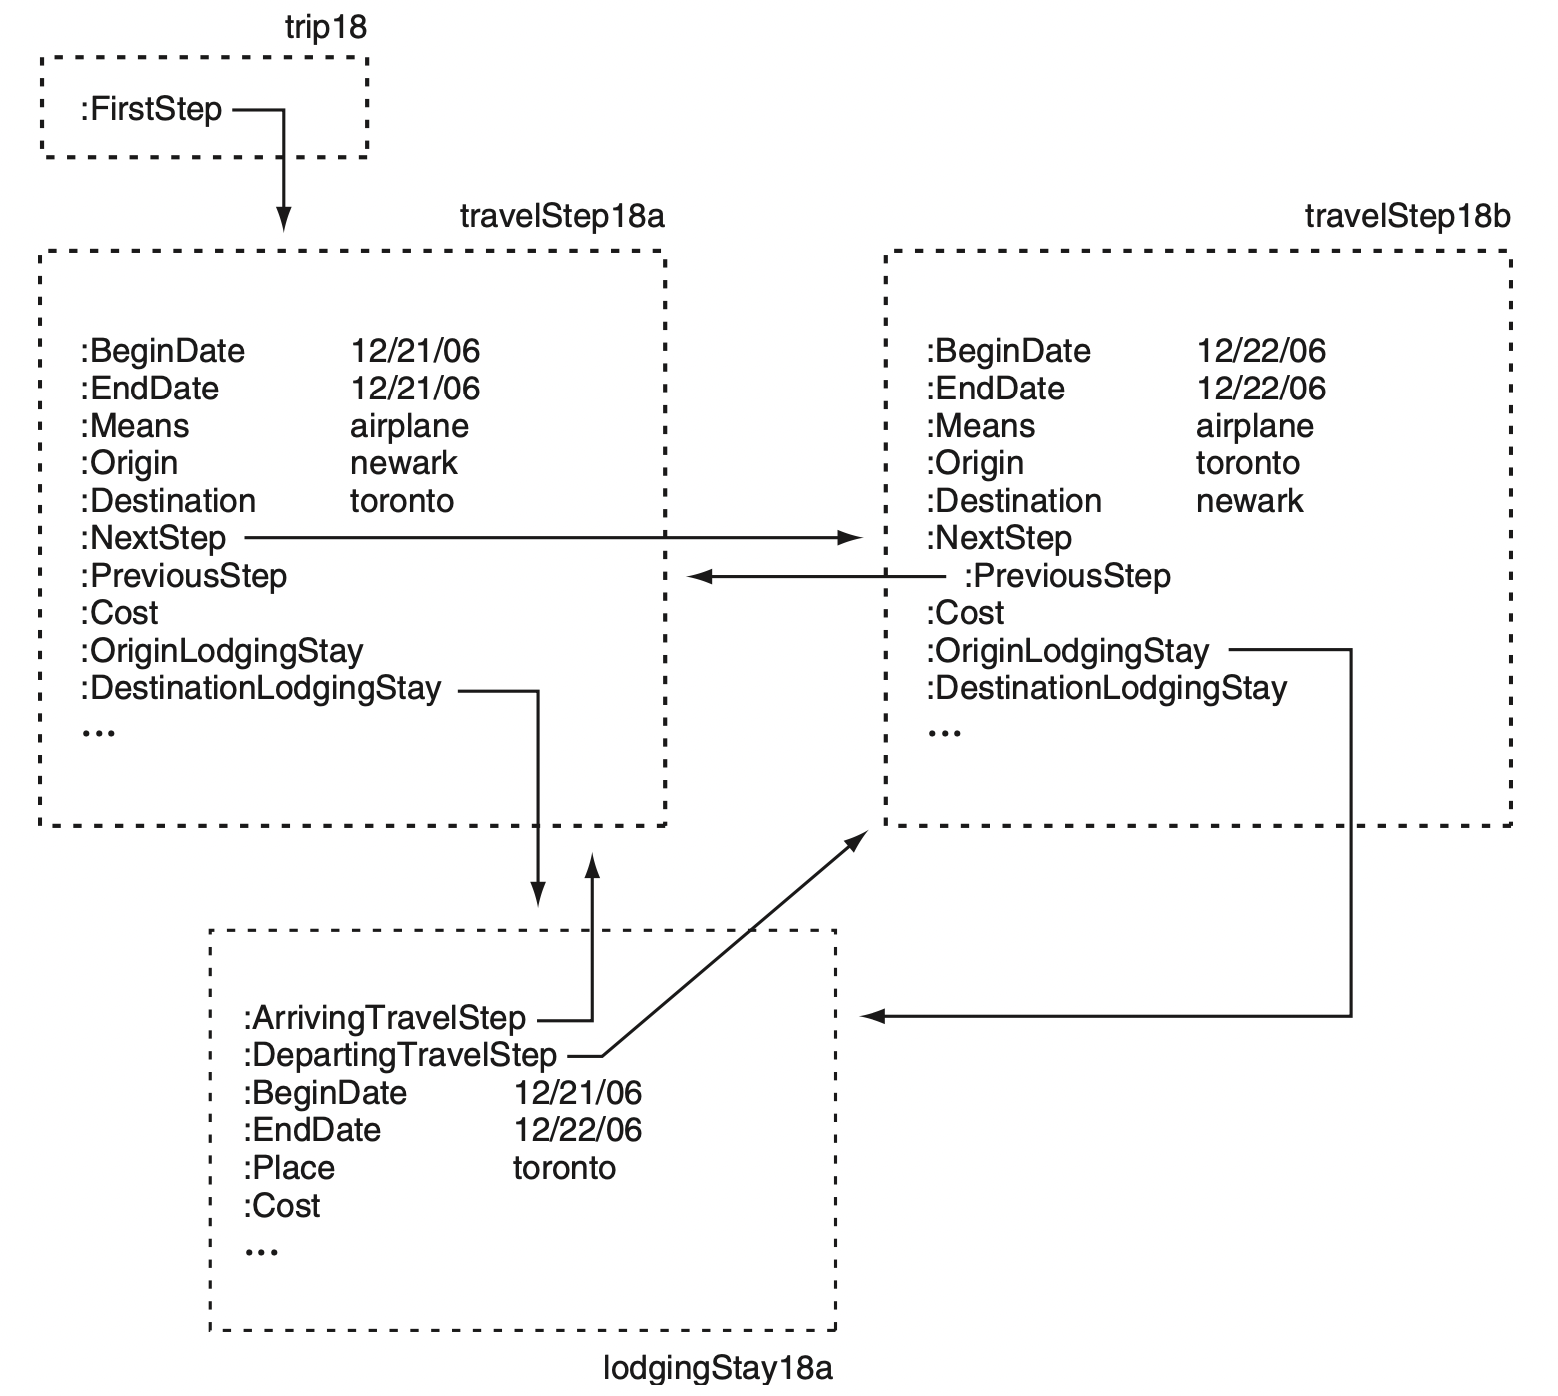 trip18
:FirstStep
travelStep18a
:BeginDate 12/21/06
:EndDate 12/21/06
:Means airplane
:Origin newark
:Destination toronto
:NextStep
:PreviousStep
:Cost
:OriginLodgingStay
:DestinationLodgingStay
...
travelStep18b
:BeginDate 12/22/06
:EndDate 12/22/06
:Means airplane
:Origin toronto
:Destination newark
:NextStep
:PreviousStep
:Cost
:OriginLodgingStay
:DestinationLodgingStay
...
:ArrivingTravelStep
:DepartingTravelStep
:BeginDate 12/21/06
:EndDate 12/22/06
:Place toronto
:Cost
...
lodgingStay18a